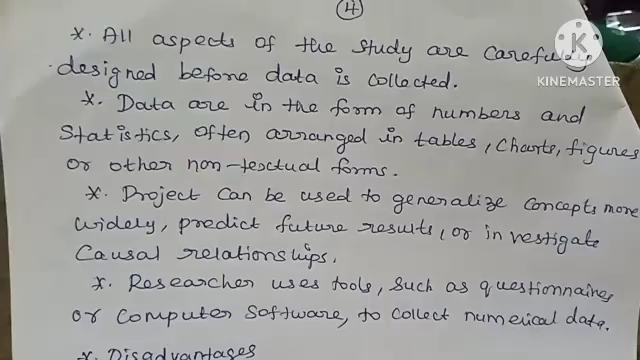 4
*. All aspects of the study are carefully
designed before data is collected.
*. Data are in the form of numbers and
Statistics, often arranged in tables, Charts, figures
or other non-textual forms.
*. Project can be used to generalize concepts more
widely, predict future results, or investigate
Causal relationships.
*. Researcher uses tools, such as questionnaires
or Computer Software, to collect numerical data.
*. Disadvantages
K
KINEMASTER